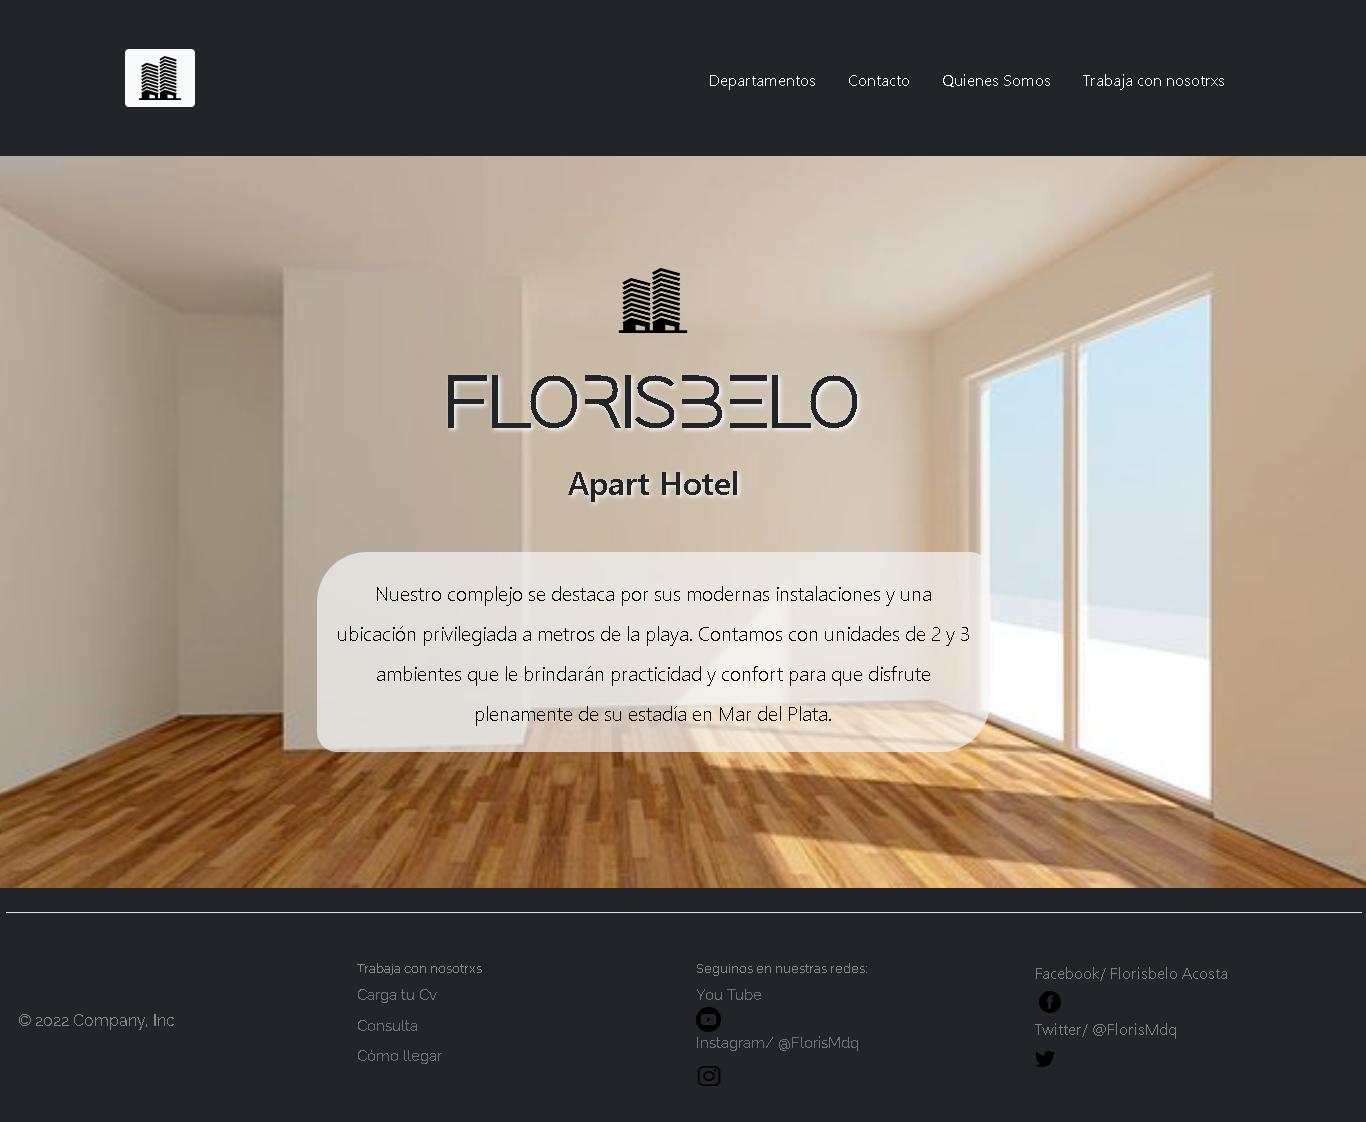 Departamentos Contacto Quienes Somos Trabaja con nosotrxs
FLORISBELO
Apart Hotel
Nuestro complejo se destaca por sus modernas instalaciones y una
ubicación privilegiada a metros de la playa. Contamos con unidades de 2 y 3
ambientes que le brindarán practicidad y confort para que disfrute
plenamente de su estadía en Mar del Plata.
© 2022 Company, Inc
Trabaja con nosotrxs
Carga tu Cv
Consulta
Cómo llegar
Seguinos en nuestras redes:
You Tube
Instagram/ @FlorisMdq
Facebook/ Florisbelo Acosta
Twitter/ @FlorisMdq